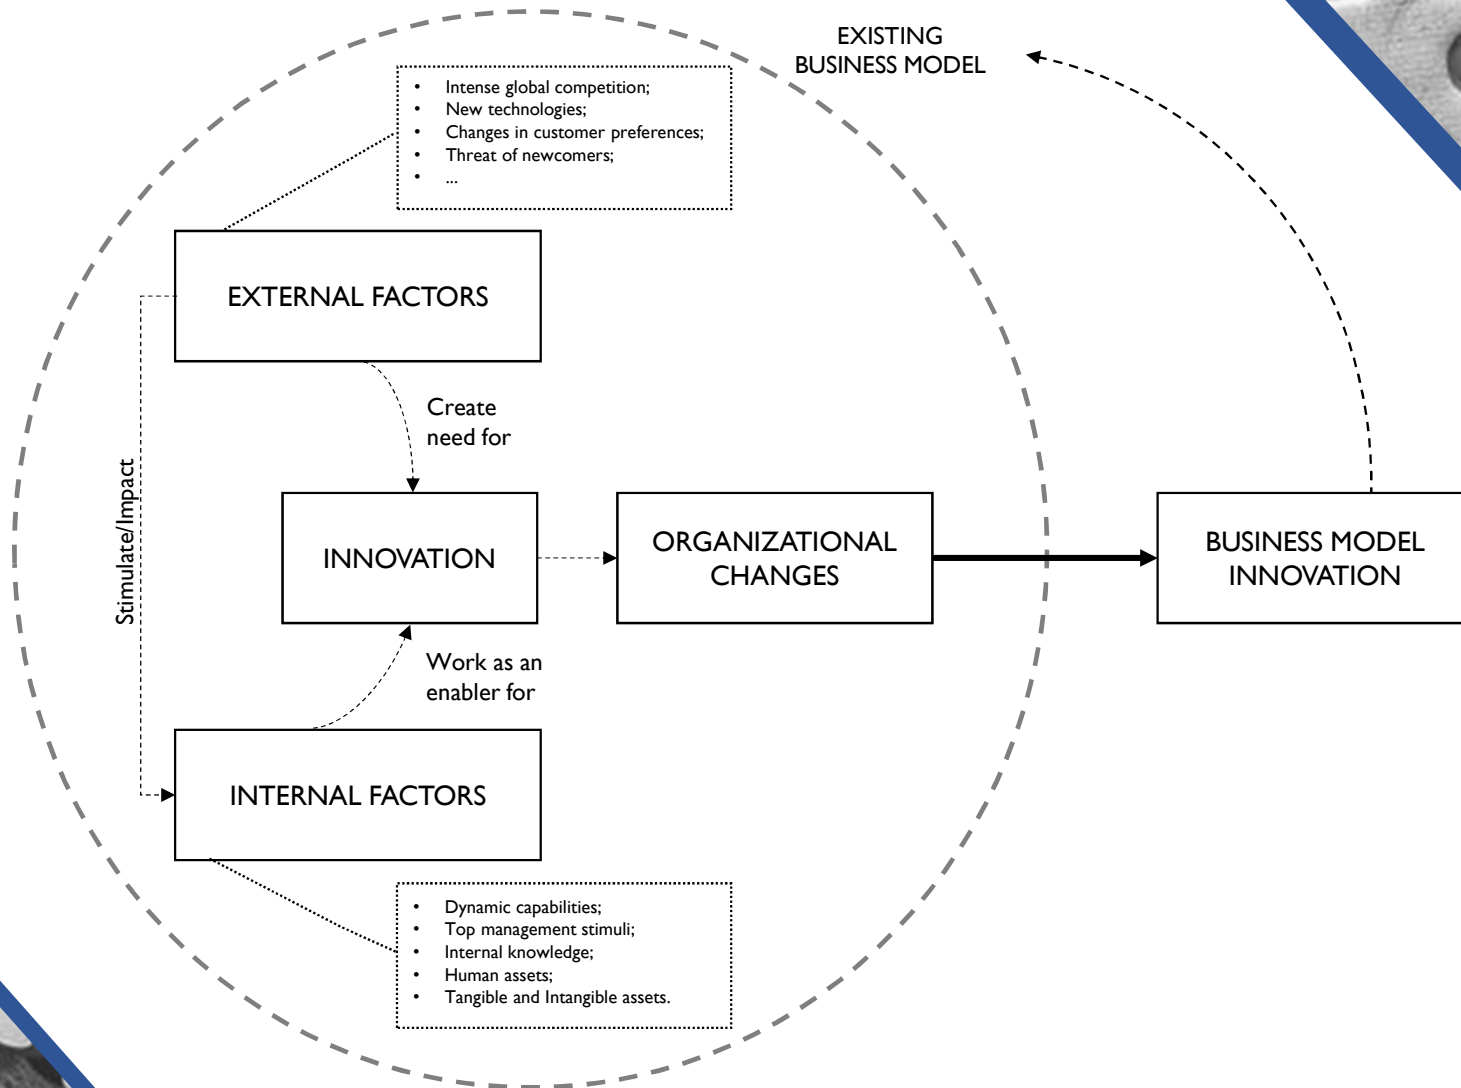 EXISTING
BUSINESS MODEL
• Intense global competition;
• New technologies;
• Changes in customer preferences;
• Threat of newcomers;
• ...
EXTERNAL FACTORS
Create
need for
Stimulate/Impact
INNOVATION
ORGANIZATIONAL
CHANGES
BUSINESS MODEL
INNOVATION
Work as an
enabler for
INTERNAL FACTORS
• Dynamic capabilities;
• Top management stimuli;
• Internal knowledge;
• Human assets;
• Tangible and Intangible assets.